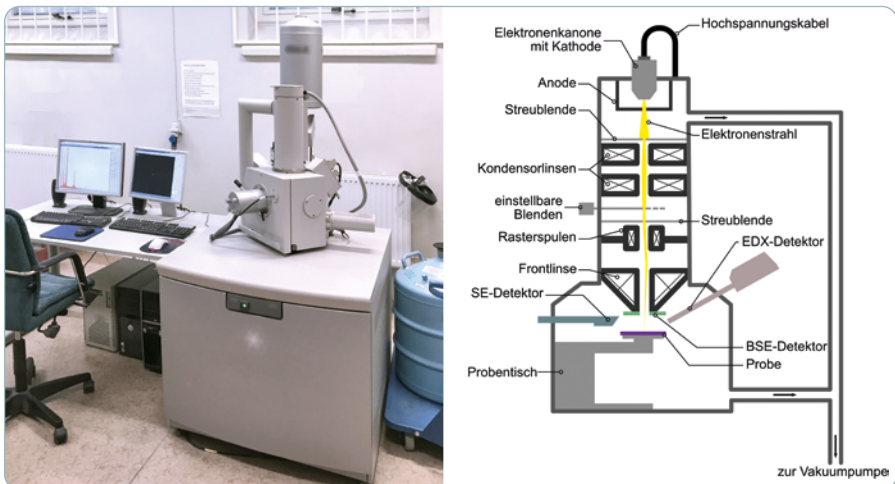 Elektronenkanone
mit Kathode
Hochspannungskabel
Anode
Streublende
Elektronenstrahl
Kondensorlinsen
einstellbare
Blenden
Streublende
Rasterspulen
EDX-Detektor
Frontlinse
SE-Detektor
BSE-Detektor
Probe
Probentisch
zur Vakuumpumpe